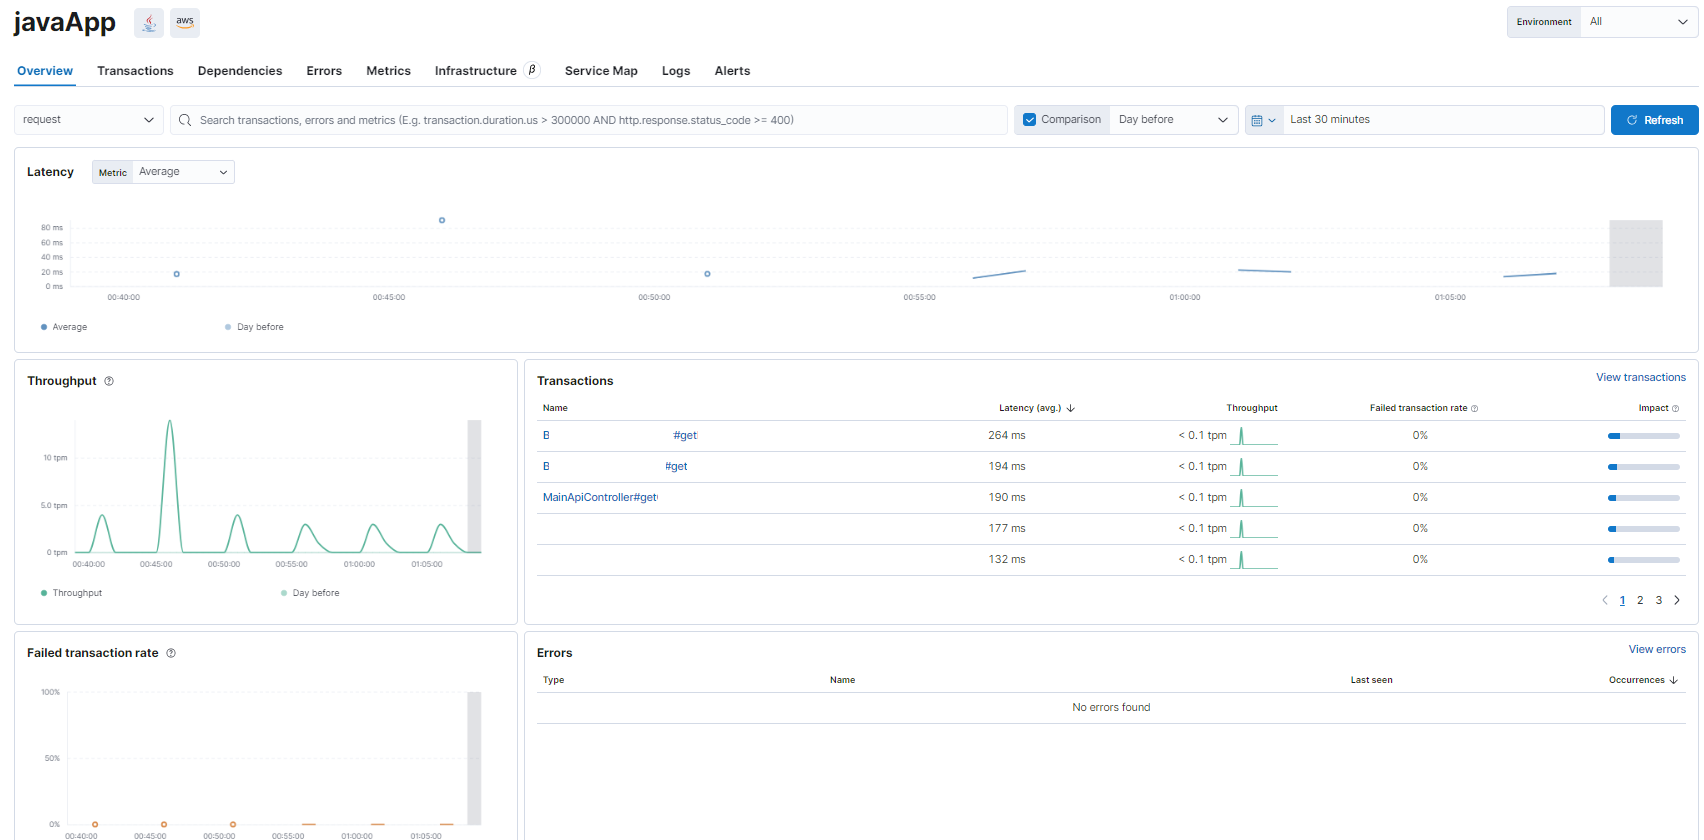 javaApp
aws
Environment All
Overview Transactions Dependencies Errors Metrics Infrastructure β Service Map Logs Alerts
request
Search transactions, errors and metrics (E.g. transaction.duration.us > 300000 AND http.response.status_code >= 400)
Comparison Day before
Last 30 minutes
Refresh
Latency Metric Average
80 ms
60 ms
40 ms
20 ms
0 ms
00:40:00 00:45:00 00:50:00 00:55:00 01:00:00 01:05:00
Average Day before
Throughput
10 tpm
5.0 tpm
0 tpm
00:40:00 00:45:00 00:50:00 00:55:00 01:00:00 01:05:00
Throughput Day before
Transactions View transactions
Name Latency (avg.) Throughput Failed transaction rate Impact
B #get 264 ms < 0.1 tpm 0%
B #get 194 ms < 0.1 tpm 0%
MainApiController#get 190 ms < 0.1 tpm 0%
177 ms < 0.1 tpm 0%
132 ms < 0.1 tpm 0%
1 2 3
Failed transaction rate
100%
50%
0%
00:40:00 00:45:00 00:50:00 00:55:00 01:00:00 01:05:00
Errors View errors
Type Name Last seen Occurrences
No errors found